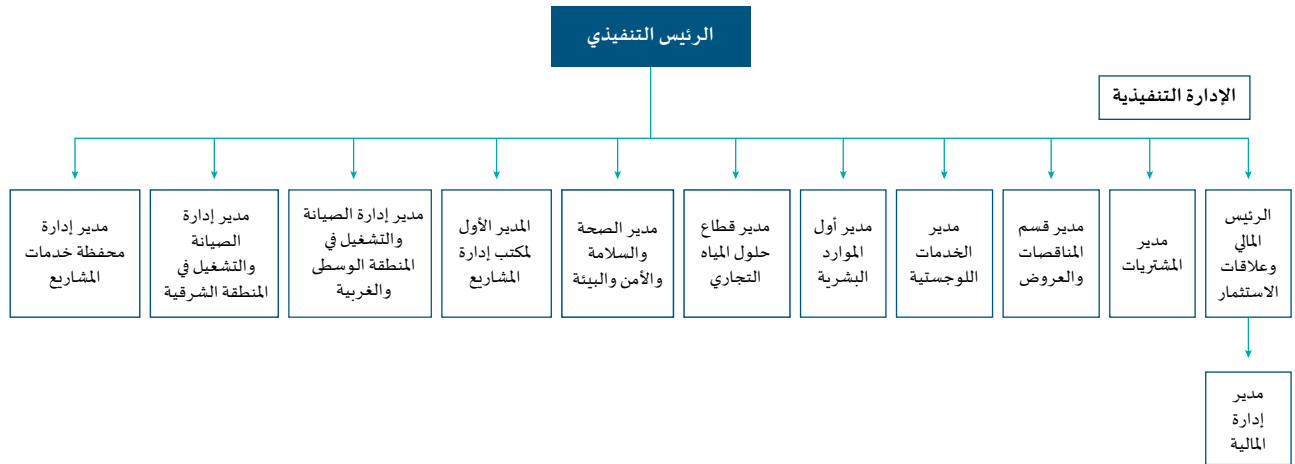 الرئيس التنفيذي
الإدارة التنفيذية
الرئيس
المالي
وعلاقات
الاستثمار
مدير
المشتريات
مدير قسم
المناقصات
والعروض
مدير
الخدمات
اللوجستية
مدير أول
الموارد
البشرية
مدير قطاع
حلول المياه
التجاري
مدير الصحة
والسلامة
والأمن والبيئة
المدير الأول
لمكتب إدارة
المشاريع
مدير إدارة الصيانة
والتشغيل في
المنطقة الوسطى
والغربية
مدير إدارة
الصيانة
والتشغيل في
المنطقة الشرقية
مدير إدارة
محفظة خدمات
المشاريع
مدير
إدارة
المالية